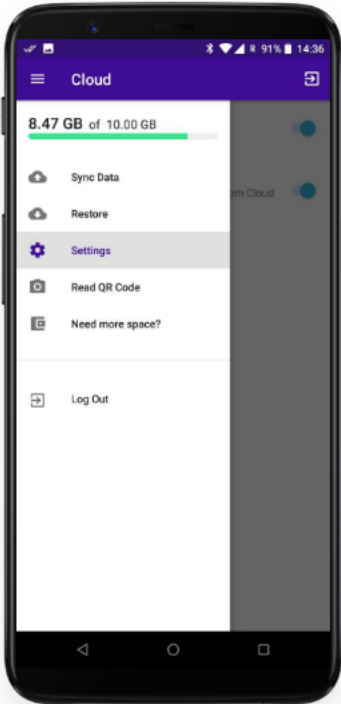 R 91% 14:36
Cloud
8.47 GB of 10.00 GB
Sync Data
om Cloud
Restore
Settings
Read QR Code
Need more space?
Log Out